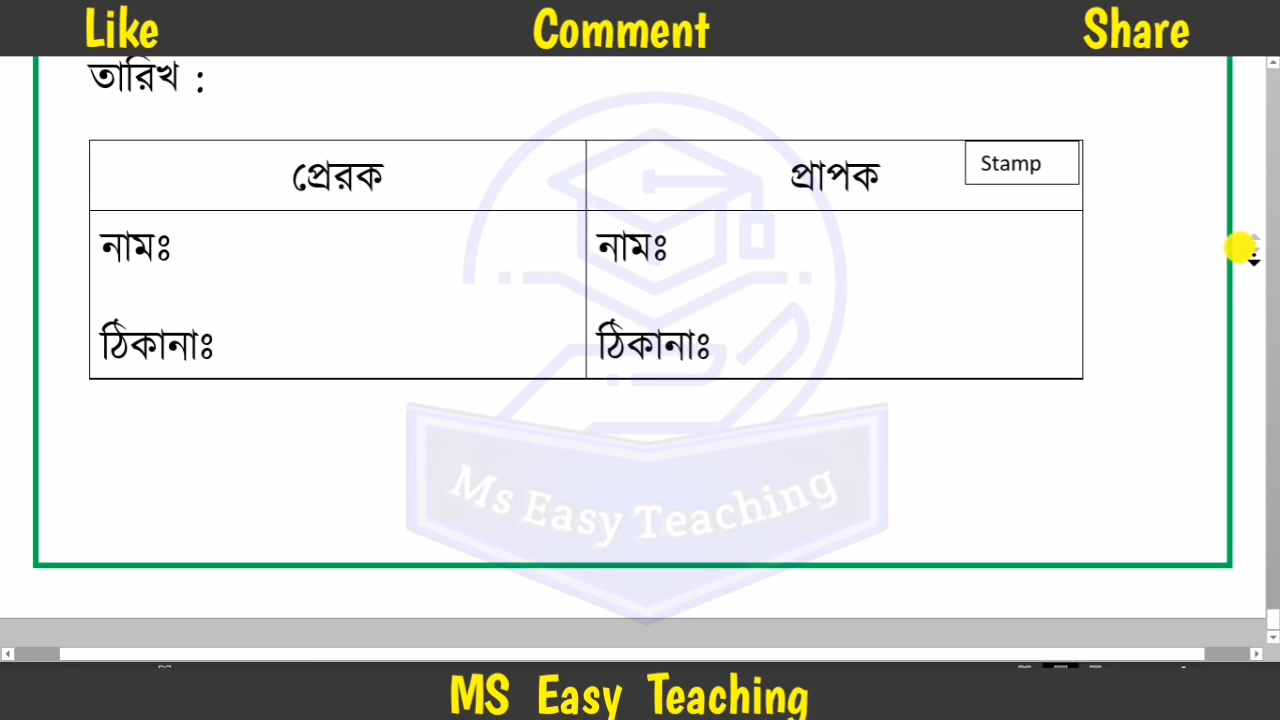 Like Comment Share
তারিখ :
প্রেরক প্রাপক Stamp
নামঃ নামঃ
ঠিকানাঃ ঠিকানাঃ
Ms Easy Teaching
MS Easy Teaching